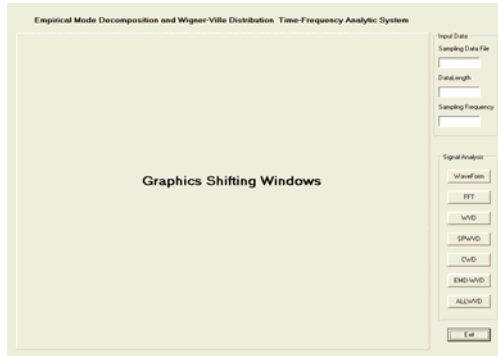 Empirical Mode Decomposition and Wigner-Ville Distribution Time-Frequency Analytic System
Graphics Shifting Windows
Input Data
Sampling Data File
DataLength
Sampling Frequency
Signal Analysis
WaveForm
FFT
WVD
SPWVD
CWD
EMD-WVD
ALLWVD
Exit